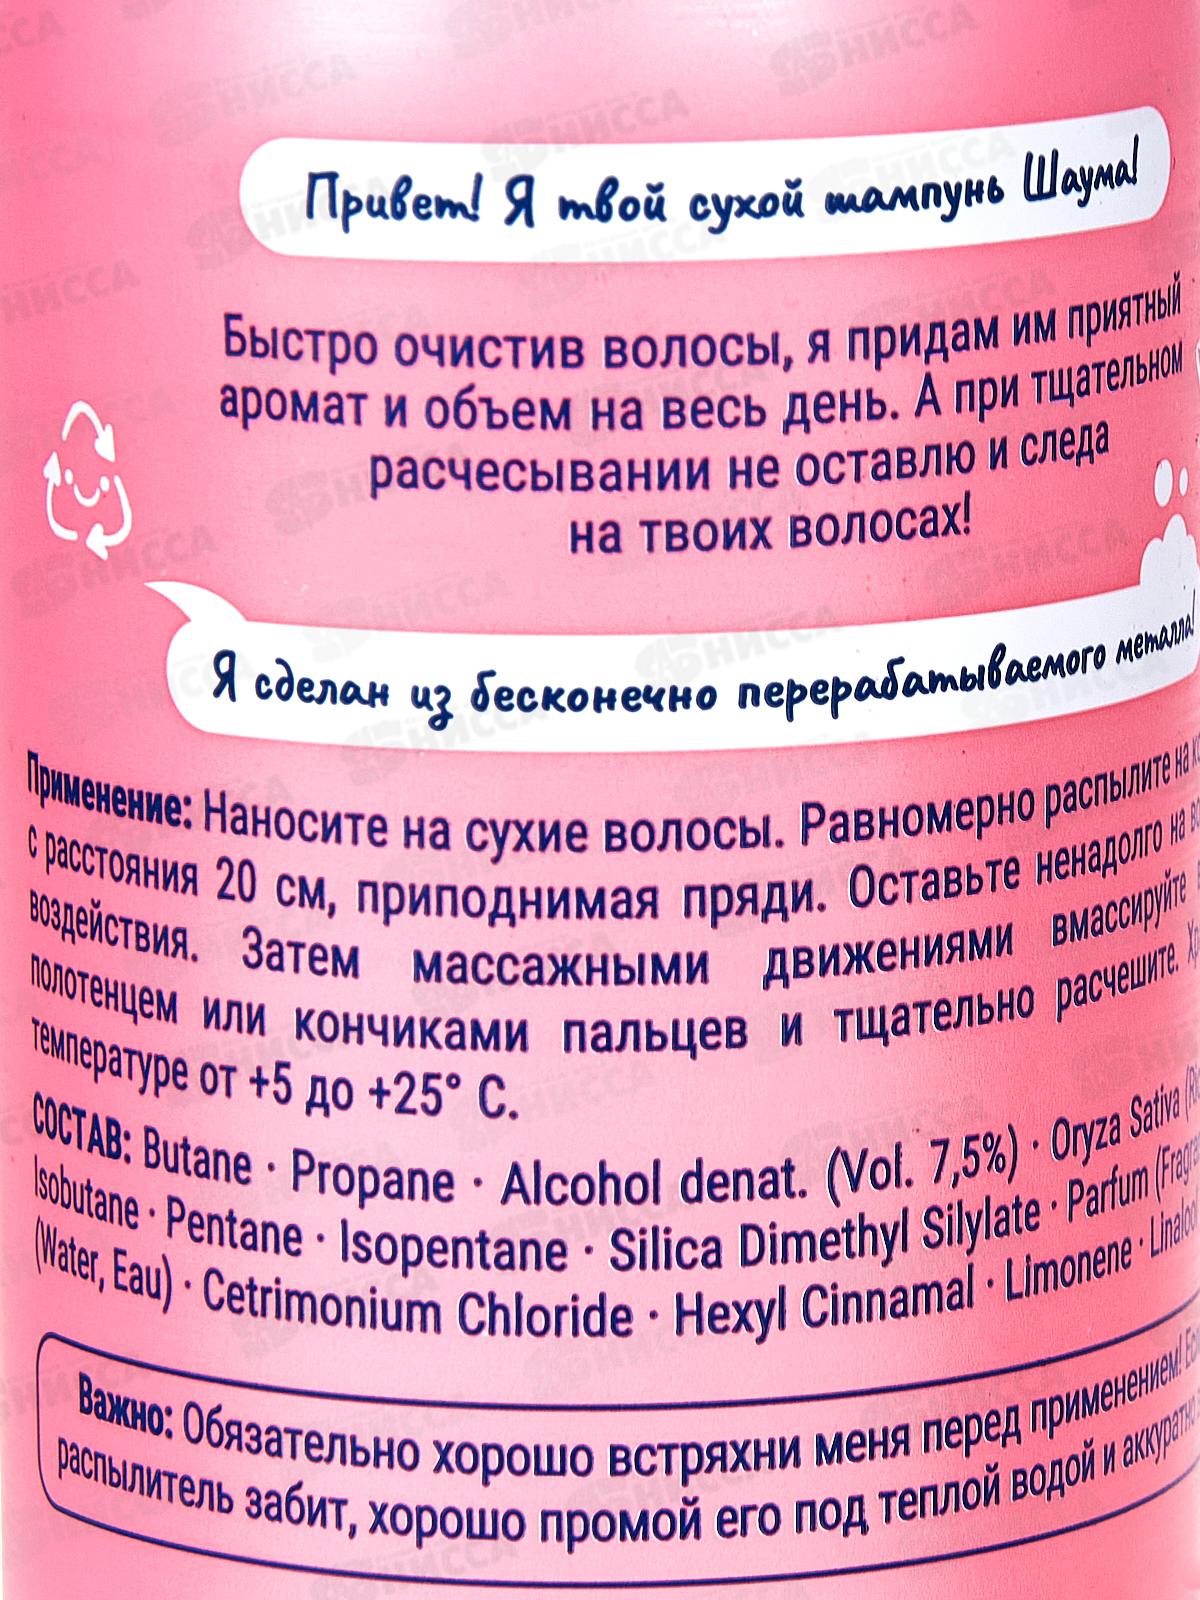 Привет! Я твой сухой шампунь Шаума!
Быстро очистив волосы, я придам им приятный
аромат и объем на весь день. А при тщательном
расчесывании не оставлю и следа
на твоих волосах!
Я сделан из бесконечно перерабатываемого металла!
Применение: Наносите на сухие волосы. Равномерно распылите на
с расстояния 20 см, приподнимая пряди. Оставьте ненадолго на
воздействия. Затем массажными движениями вмассируйте
полотенцем или кончиками пальцев и тщательно расчешите.
температуре от +5 до +25° C.
СОСТАВ: Butane · Propane · Alcohol denat. (Vol. 7,5%) · Oryza Sativa
Isobutane · Pentane · Isopentane · Silica Dimethyl Silylate · Parfum
(Water, Eau) · Cetrimonium Chloride · Hexyl Cinnamal · Limonene ·
Важно: Обязательно хорошо встряхни меня перед применением!
распылитель забит, хорошо промой его под теплой водой и